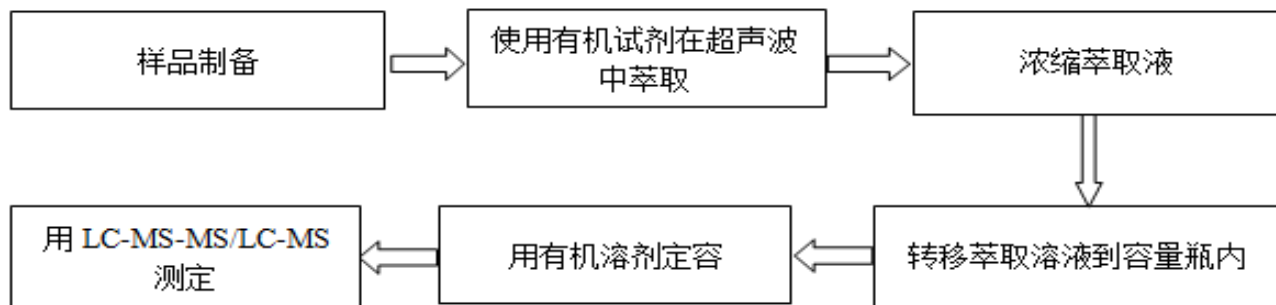 样品制备
使用有机试剂在超声波
中萃取
浓缩萃取液
转移萃取溶液到容量瓶内
用有机溶剂定容
用 LC-MS-MS/LC-MS
测定